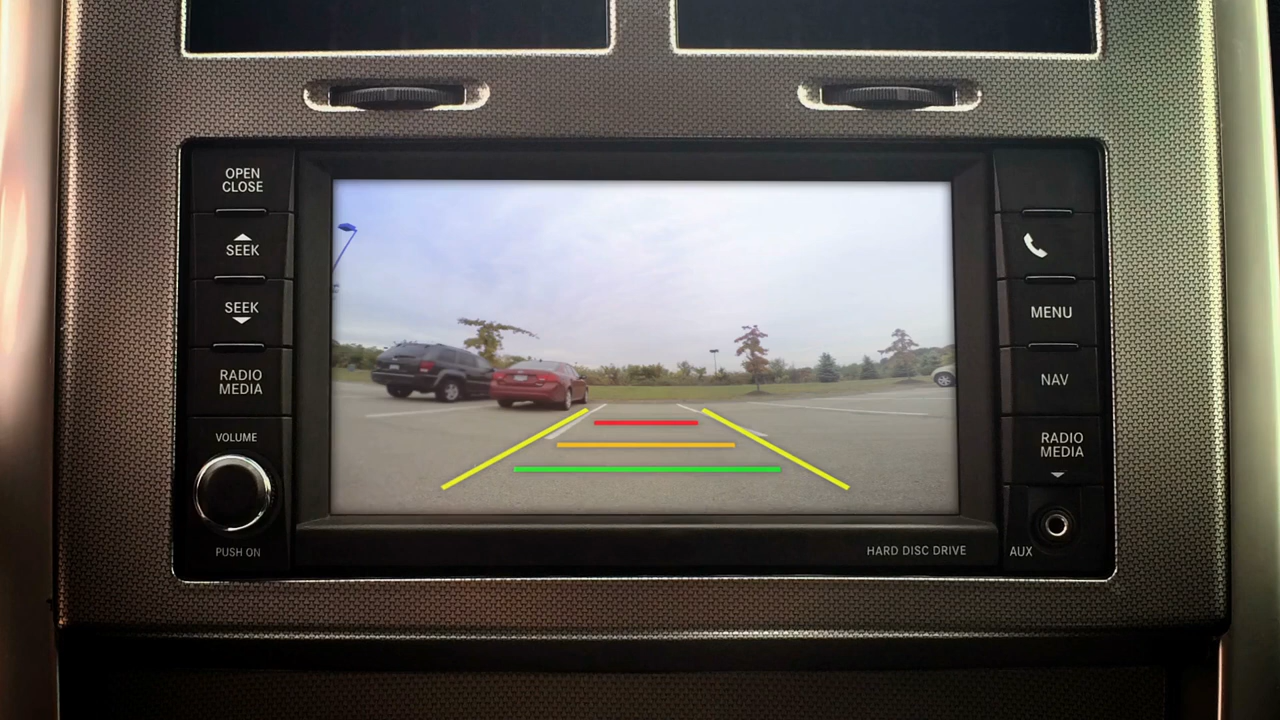 OPEN
CLOSE
SEEK
SEEK
RADIO
MEDIA
VOLUME
PUSH ON
MENU
NAV
RADIO
MEDIA
AUX
HARD DISC DRIVE